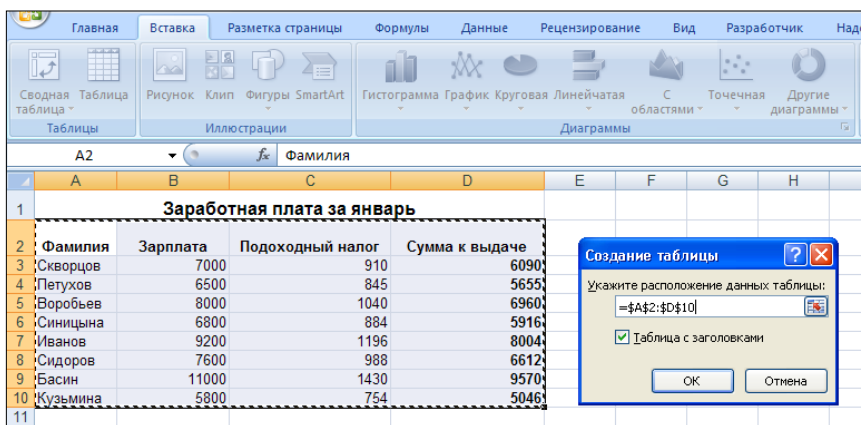 Главная Вставка Разметка страницы Формулы Данные Рецензирование Вид Разработчик Надс
Сводная таблица Таблица Рисунок Клип Фигуры SmartArt Гистограмма График Круговая Линейчатая С областями Точечная Другие диаграммы
Таблицы Иллюстрации Диаграммы
A2 fx Фамилия
A B C D E F G H
1 Заработная плата за январь
2 Фамилия Зарплата Подоходный налог Сумма к выдаче
3 Скворцов 7000 910 6090
4 Петухов 6500 845 5655
5 Воробьев 8000 1040 6960
6 Синицына 6800 884 5916
7 Иванов 9200 1196 8004
8 Сидоров 7600 988 6612
9 Басин 11000 1430 9570
10 Кузьмина 5800 754 5046
11
Создание таблицы
Укажите расположение данных таблицы:
=$A$2:$D$10
Таблица с заголовками
ОК Отмена